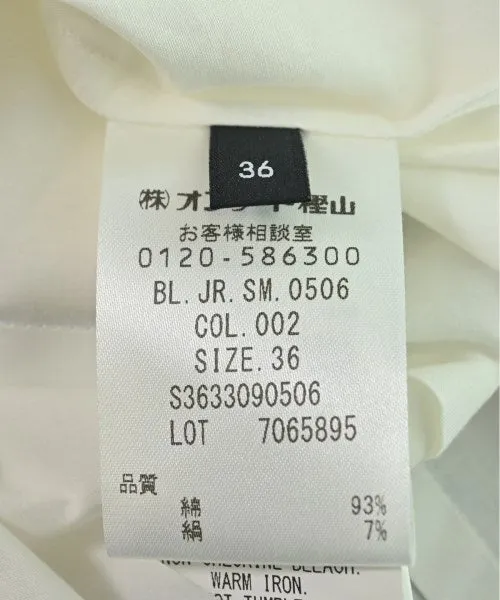 36
(株)オンワード樫山
お客様相談室
0120-586300
BL.JR.SM.0506
COL.002
SIZE.36
S3633090506
LOT 7065895
品質
綿 93%
絹 7%
BLEACH.
WARM IRON.